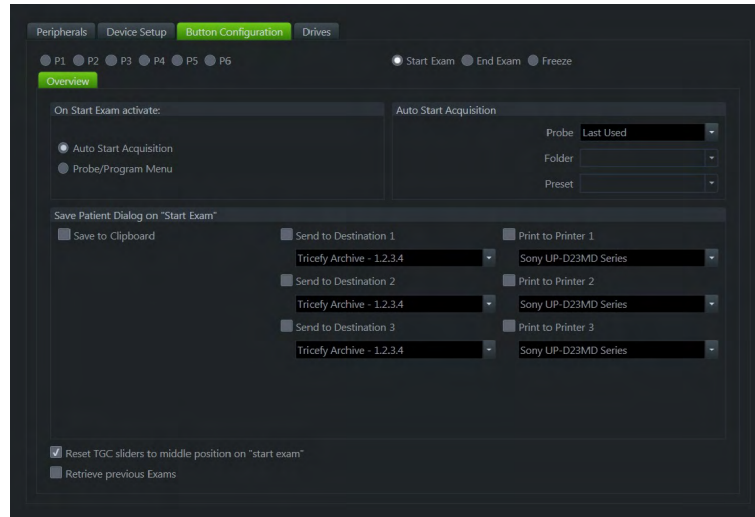 Peripherals Device Setup Button Configuration Drives
P1 P2 P3 P4 P5 P6 Start Exam End Exam Freeze
Overview
On Start Exam activate:
Auto Start Acquisition
Probe/Program Menu
Auto Start Acquisition
Probe Last Used
Folder
Preset
Save Patient Dialog on "Start Exam"
Save to Clipboard Send to Destination 1 Print to Printer 1
Tricefy Archive - 1.2.3.4 Sony UP-D23MD Series
Send to Destination 2 Print to Printer 2
Tricefy Archive - 1.2.3.4 Sony UP-D23MD Series
Send to Destination 3 Print to Printer 3
Tricefy Archive - 1.2.3.4 Sony UP-D23MD Series
Reset TGC sliders to middle position on "start exam"
Retrieve previous Exams